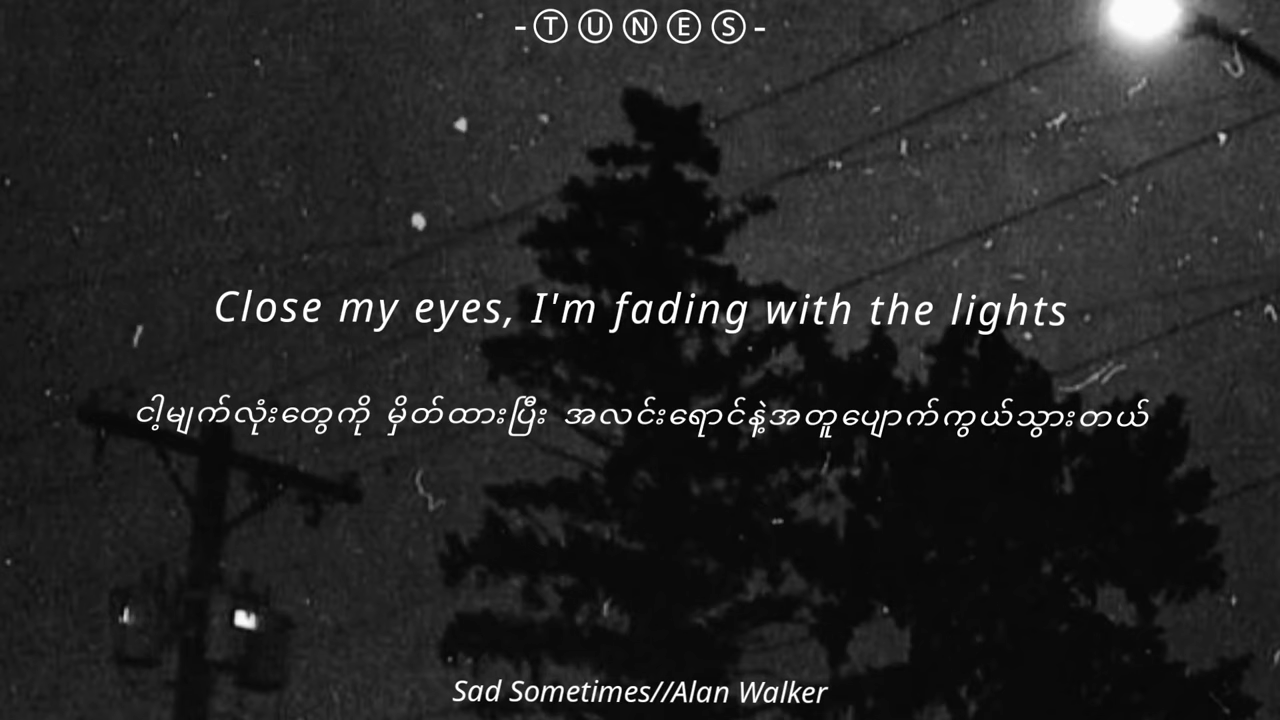 -ⓉⓊⓃⒺⓈ-
Close my eyes, I'm fading with the lights
ငါ့မျက်လုံးတွေကို မှိတ်ထားပြီး အလင်းရောင်နဲ့အတူပျောက်ကွယ်သွားတယ်
Sad Sometimes//Alan Walker